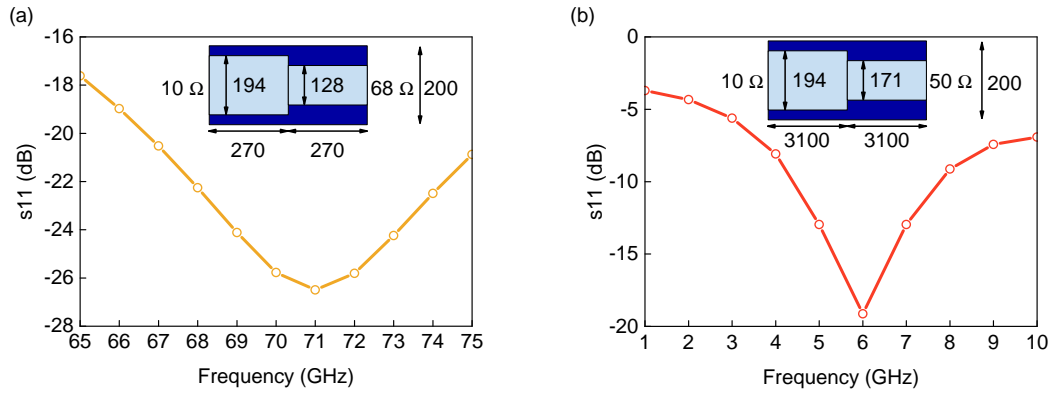 (a)
-16
-18
-20
-22
-24
-26
-28
s11 (dB)
10 Ω 194 128 68 Ω 200
270 270
65 66 67 68 69 70 71 72 73 74 75
Frequency (GHz)
(b)
0
-5
-10
-15
-20
s11 (dB)
10 Ω 194 171 50 Ω 200
3100 3100
1 2 3 4 5 6 7 8 9 10
Frequency (GHz)